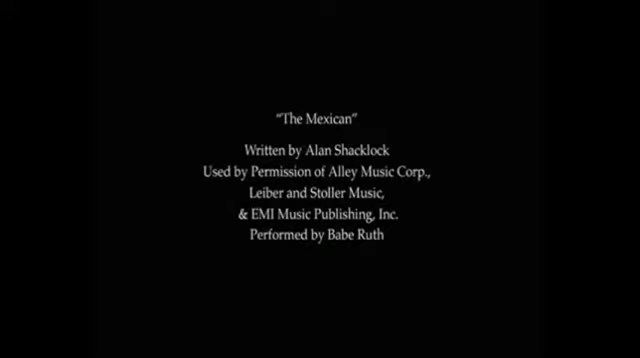 “The Mexican”
Written by Alan Shacklock
Used by Permission of Alley Music Corp.,
Leiber and Stoller Music,
& EMI Music Publishing, Inc.
Performed by Babe Ruth